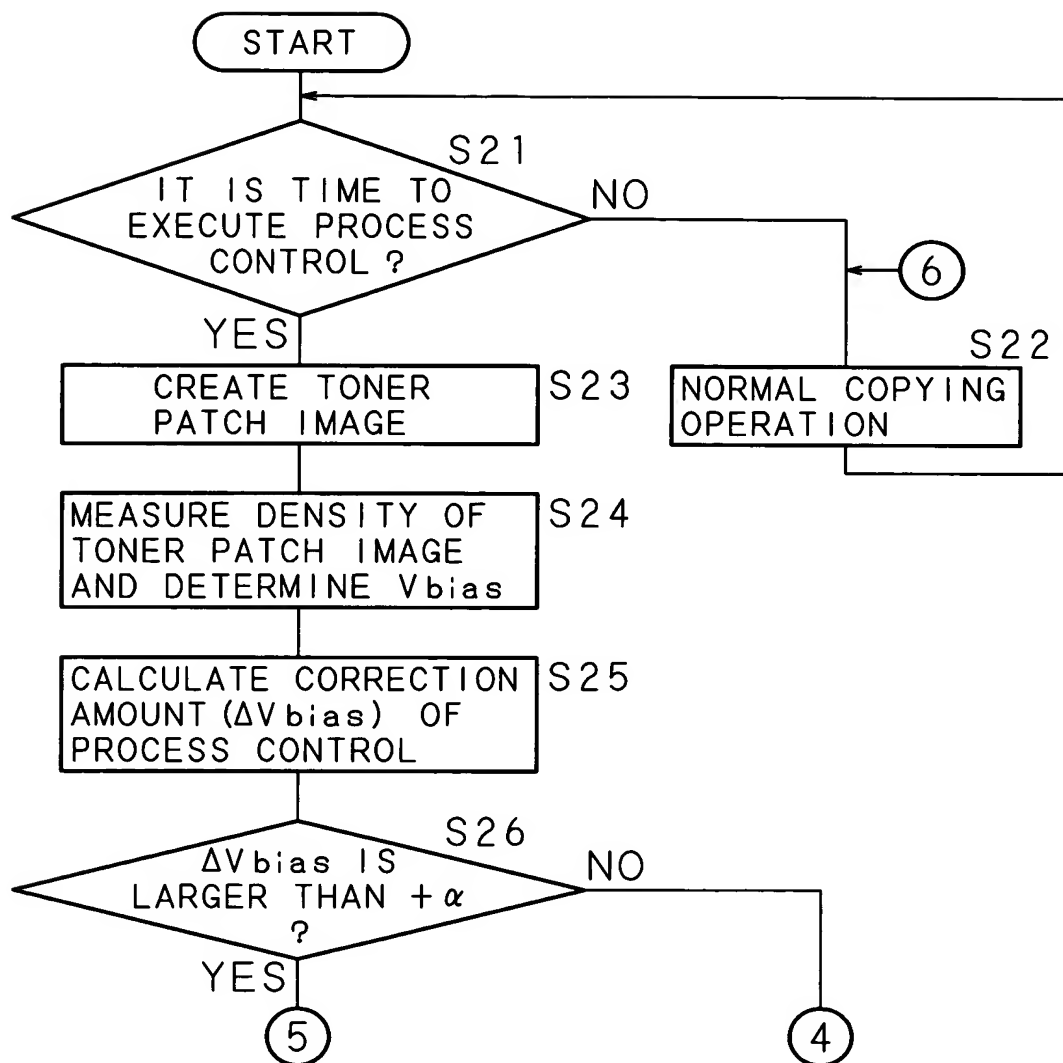 START
S21
IT IS TIME TO
EXECUTE PROCESS
CONTROL?
NO
6
YES
S22
CREATE TONER
PATCH IMAGE
S23
NORMAL COPYING
OPERATION
MEASURE DENSITY OF
TONER PATCH IMAGE
AND DETERMINE Vbias
S24
CALCULATE CORRECTION
AMOUNT (ΔVbias) OF
PROCESS CONTROL
S25
S26
ΔVbias IS
LARGER THAN +α
?
NO
YES
5
4